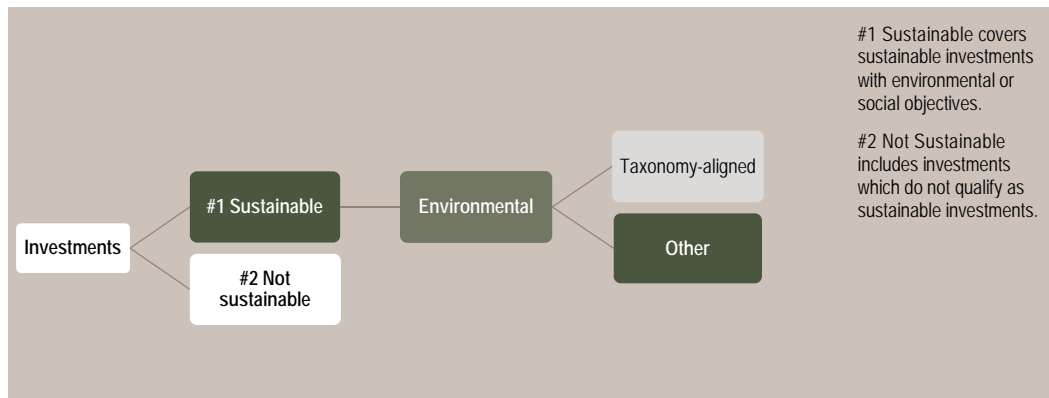 #1 Sustainable covers
sustainable investments
with environmental or
social objectives.
#2 Not Sustainable
includes investments
which do not qualify as
sustainable investments.
Investments
#1 Sustainable
#2 Not
sustainable
Environmental
Taxonomy-aligned
Other